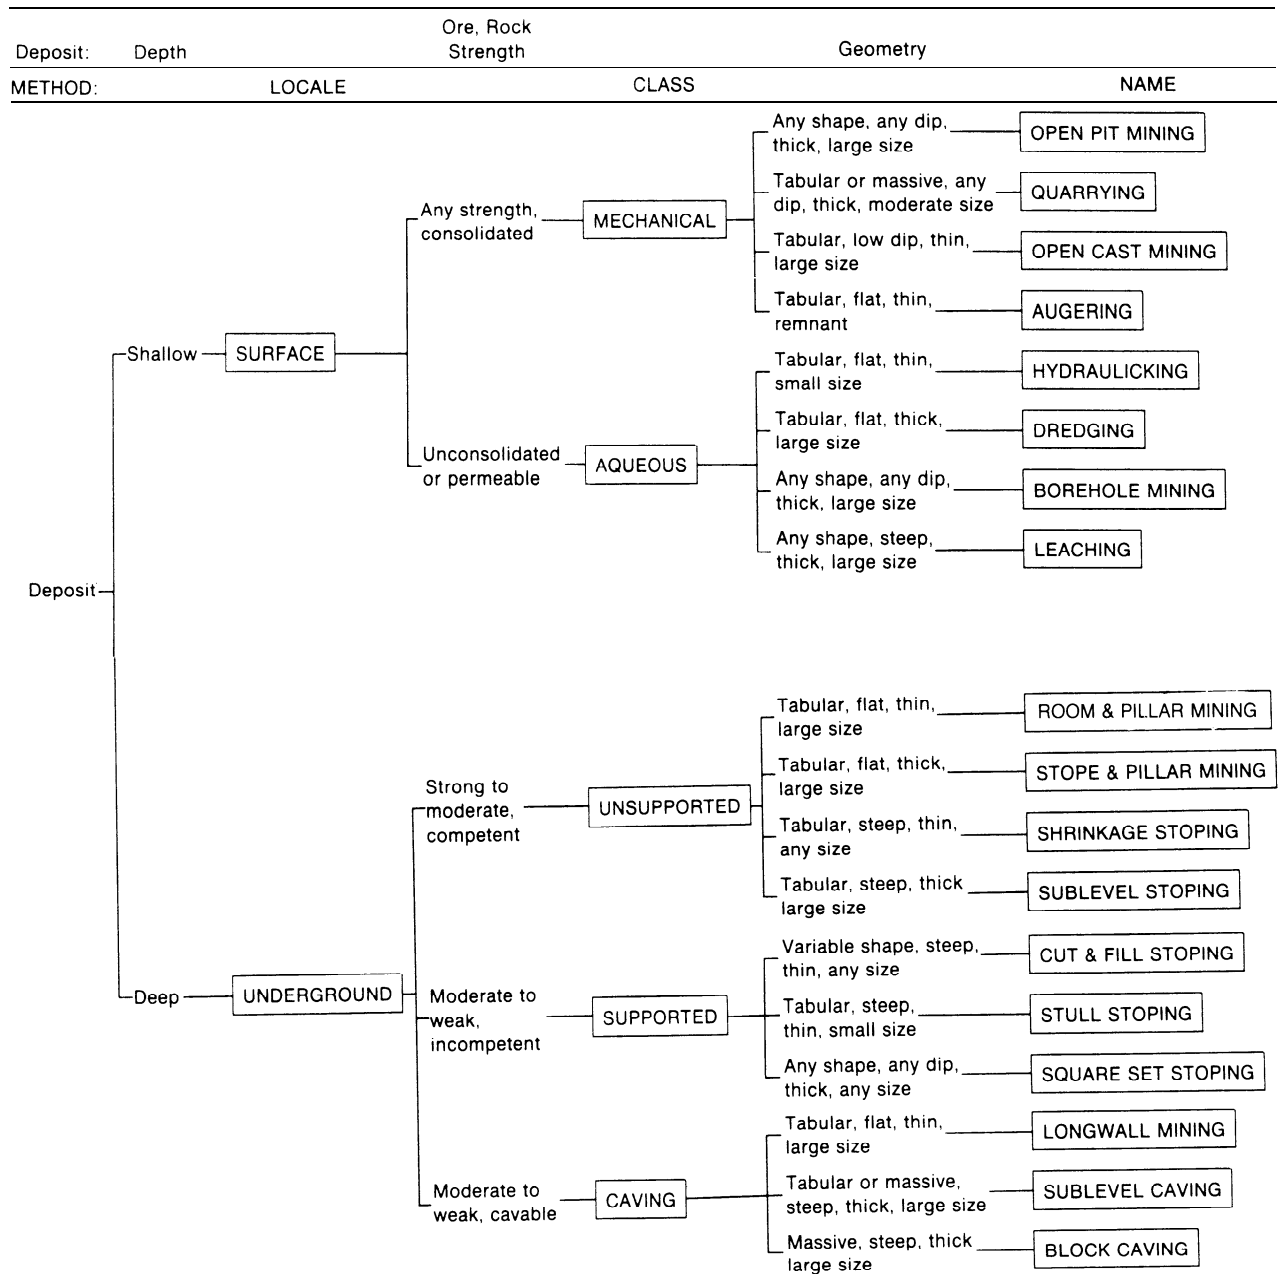 Deposit: Depth Ore, Rock Strength Geometry
METHOD: LOCALE CLASS NAME
Any shape, any dip,
thick, large size
OPEN PIT MINING
Tabular or massive, any
dip, thick, moderate size
QUARRYING
Any strength,
consolidated
MECHANICAL
Tabular, low dip, thin,
large size
OPEN CAST MINING
Tabular, flat, thin,
remnant
AUGERING
Shallow
SURFACE
Tabular, flat, thin,
small size
HYDRAULICKING
Tabular, flat, thick,
large size
DREDGING
Unconsolidated
or permeable
AQUEOUS
Any shape, any dip,
thick, large size
BOREHOLE MINING
Any shape, steep,
thick, large size
LEACHING
Deposit
Tabular, flat, thin,
large size
ROOM & PILLAR MINING
Tabular, flat, thick,
large size
STOPE & PILLAR MINING
Strong to
moderate,
competent
UNSUPPORTED
Tabular, steep, thin,
any size
SHRINKAGE STOPING
Tabular, steep, thick
large size
SUBLEVEL STOPING
Variable shape, steep,
thin, any size
CUT & FILL STOPING
Deep
UNDERGROUND
Moderate to
weak,
incompetent
SUPPORTED
Tabular, steep,
thin, small size
STULL STOPING
Any shape, any dip,
thick, any size
SQUARE SET STOPING
Tabular, flat, thin,
large size
LONGWALL MINING
Moderate to
weak, cavable
CAVING
Tabular or massive,
steep, thick, large size
SUBLEVEL CAVING
Massive, steep, thick
large size
BLOCK CAVING